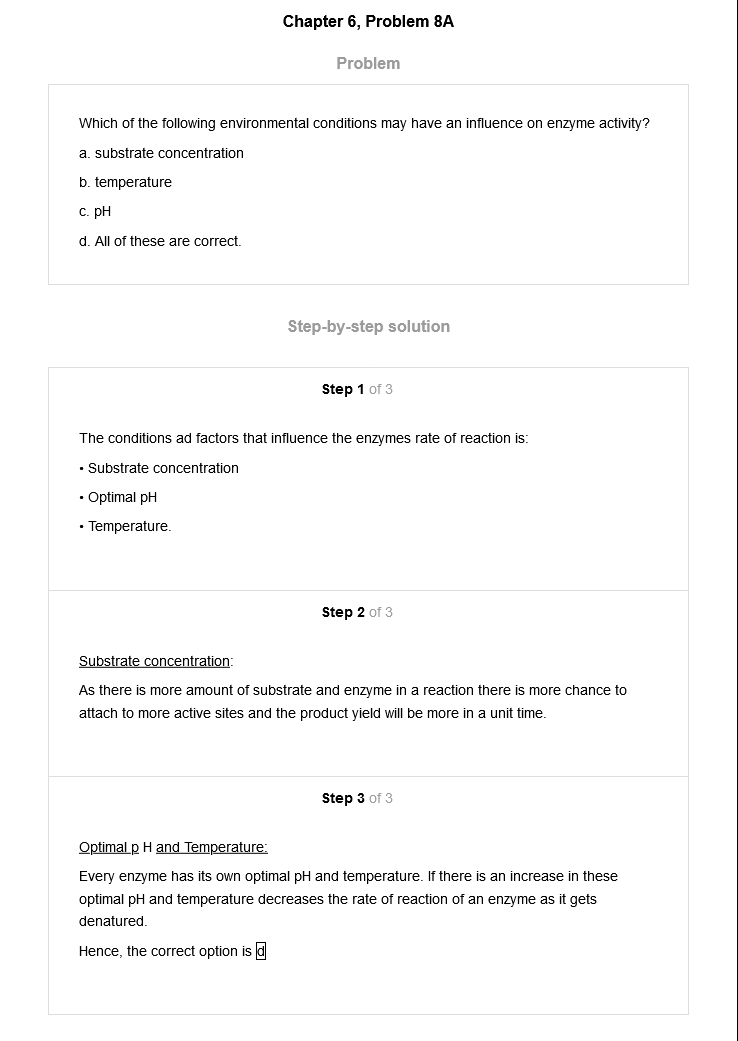 Chapter 6, Problem 8A
Problem
Which of the following environmental conditions may have an influence on enzyme activity?
a. substrate concentration
b. temperature
c. pH
d. All of these are correct.
Step-by-step solution
Step 1 of 3
The conditions ad factors that influence the enzymes rate of reaction is:
• Substrate concentration
• Optimal pH
• Temperature.
Step 2 of 3
Substrate concentration:
As there is more amount of substrate and enzyme in a reaction there is more chance to
attach to more active sites and the product yield will be more in a unit time.
Step 3 of 3
Optimal p H and Temperature:
Every enzyme has its own optimal pH and temperature. If there is an increase in these
optimal pH and temperature decreases the rate of reaction of an enzyme as it gets
denatured.
Hence, the correct option is d